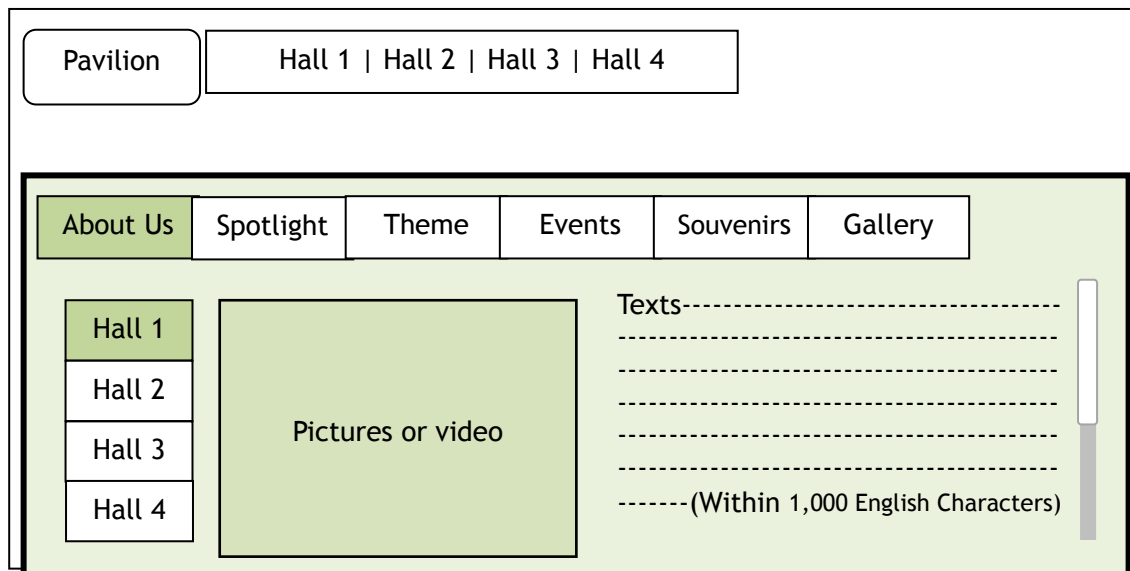 Pavilion
Hall 1 | Hall 2 | Hall 3 | Hall 4
About Us
Spotlight
Theme
Events
Souvenirs
Gallery
Hall 1
Hall 2
Hall 3
Hall 4
Pictures or video
Texts-------------------------------------
-------------------------------------------
-------------------------------------------
-------------------------------------------
-------------------------------------------
-------------------------------------------
-------(Within 1,000 English Characters)